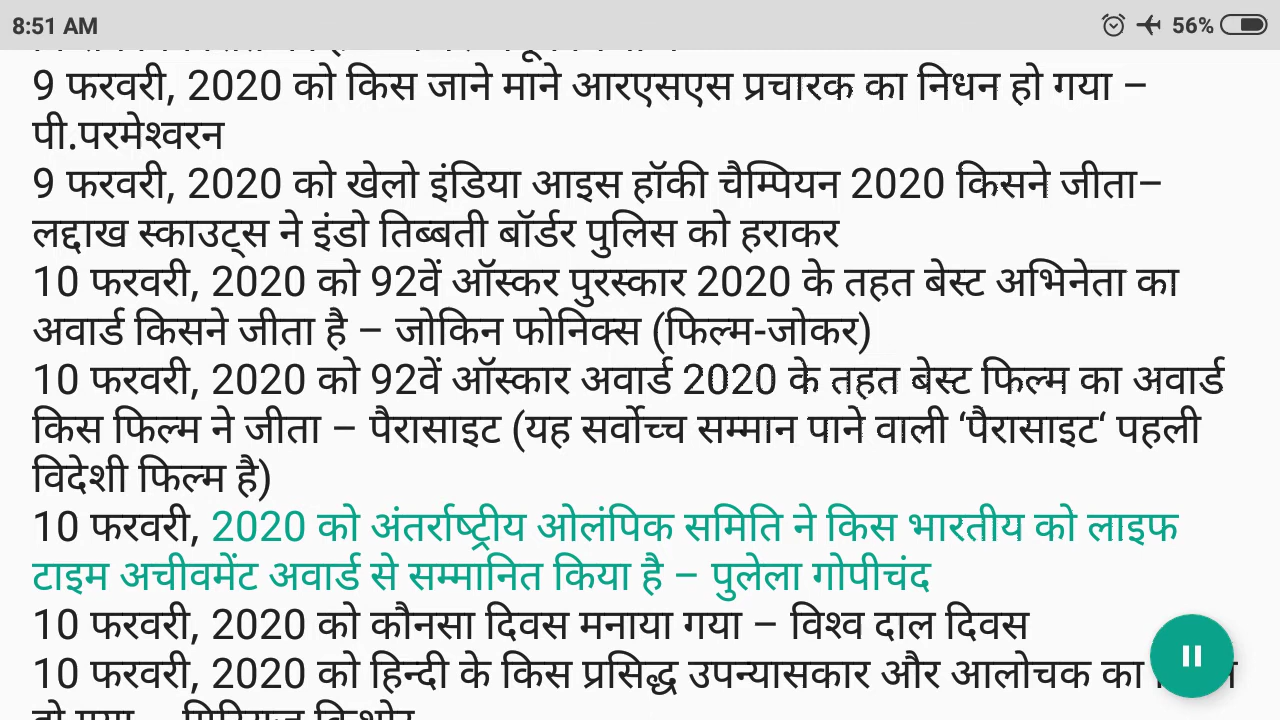 8:51 AM
56%
9 फरवरी, 2020 को किस जाने माने आरएसएस प्रचारक का निधन हो गया –
पी.परमेश्वरन
9 फरवरी, 2020 को खेलो इंडिया आइस हॉकी चैम्पियन 2020 किसने जीता–
लद्दाख स्काउट्स ने इंडो तिब्बती बॉर्डर पुलिस को हराकर
10 फरवरी, 2020 को 92वें ऑस्कर पुरस्कार 2020 के तहत बेस्ट अभिनेता का
अवार्ड किसने जीता है – जोकिन फोनिक्स (फिल्म-जोकर)
10 फरवरी, 2020 को 92वें ऑस्कार अवार्ड 2020 के तहत बेस्ट फिल्म का अवार्ड
किस फिल्म ने जीता – पैरासाइट (यह सर्वोच्च सम्मान पाने वाली ‘पैरासाइट‘ पहली
विदेशी फिल्म है)
10 फरवरी, 2020 को अंतर्राष्ट्रीय ओलंपिक समिति ने किस भारतीय को लाइफ
टाइम अचीवमेंट अवार्ड से सम्मानित किया है – पुलेला गोपीचंद
10 फरवरी, 2020 को कौनसा दिवस मनाया गया – विश्व दाल दिवस
10 फरवरी, 2020 को हिन्दी के किस प्रसिद्ध उपन्यासकार और आलोचक का